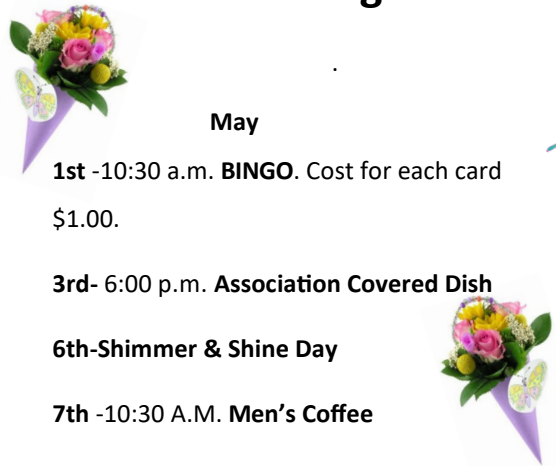 g
.
May
1st -10:30 a.m. BINGO. Cost for each card
$1.00.
3rd- 6:00 p.m. Association Covered Dish
6th-Shimmer & Shine Day
7th -10:30 A.M. Men's Coffee